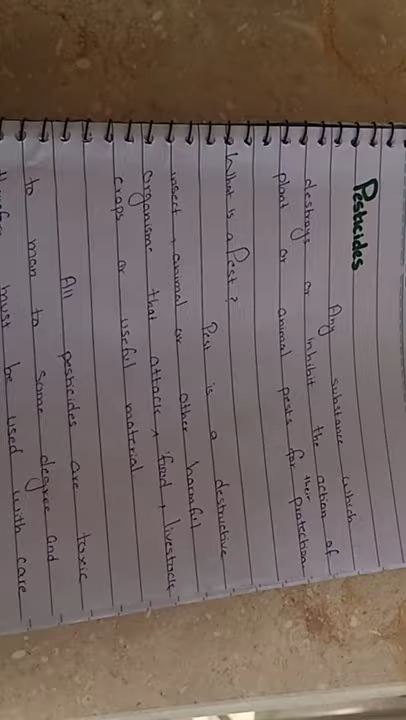 Pesticides
Any substance which
destroys or inhibit the action of
plant or animal pests for their protection
What is a Pest?
Pest is a destructive
insect, animal or other harmful
organisms that attack, food, livestock
crops or useful material
All pesticides are toxic
to man to some degree and
must be used with care